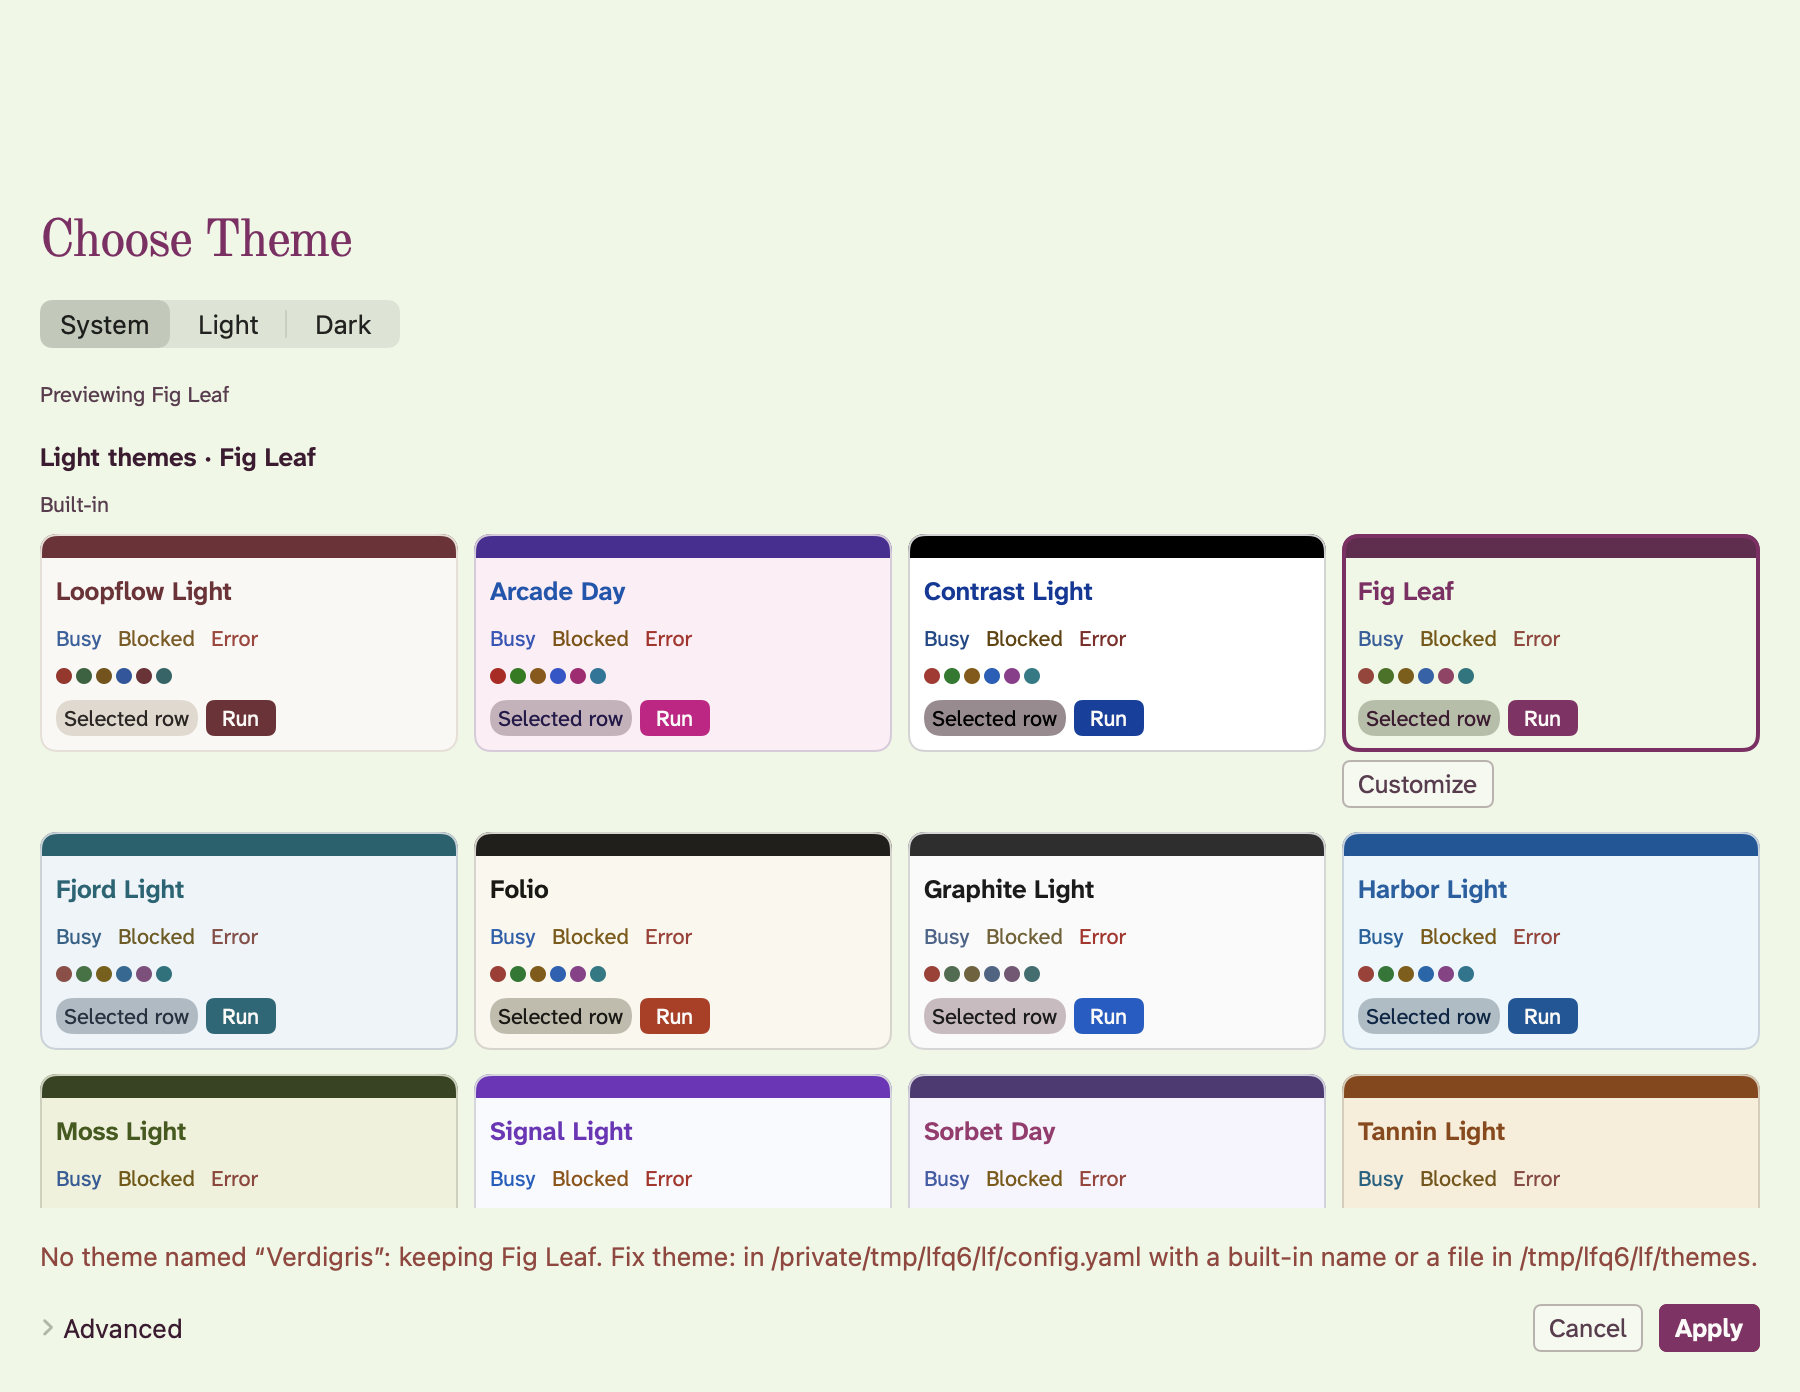 Choose Theme
System Light Dark
Previewing Fig Leaf
Light themes · Fig Leaf
Built-in
Loopflow Light
Busy Blocked Error
Selected row Run
Arcade Day
Busy Blocked Error
Selected row Run
Contrast Light
Busy Blocked Error
Selected row Run
Fig Leaf
Busy Blocked Error
Selected row Run
Customize
Fjord Light
Busy Blocked Error
Selected row Run
Folio
Busy Blocked Error
Selected row Run
Graphite Light
Busy Blocked Error
Selected row Run
Harbor Light
Busy Blocked Error
Selected row Run
Moss Light
Busy Blocked Error
Signal Light
Busy Blocked Error
Sorbet Day
Busy Blocked Error
Tannin Light
Busy Blocked Error
No theme named “Verdigris”: keeping Fig Leaf. Fix theme: in /private/tmp/lfq6/lf/config.yaml with a built-in name or a file in /tmp/lfq6/lf/themes.
Advanced
Cancel Apply